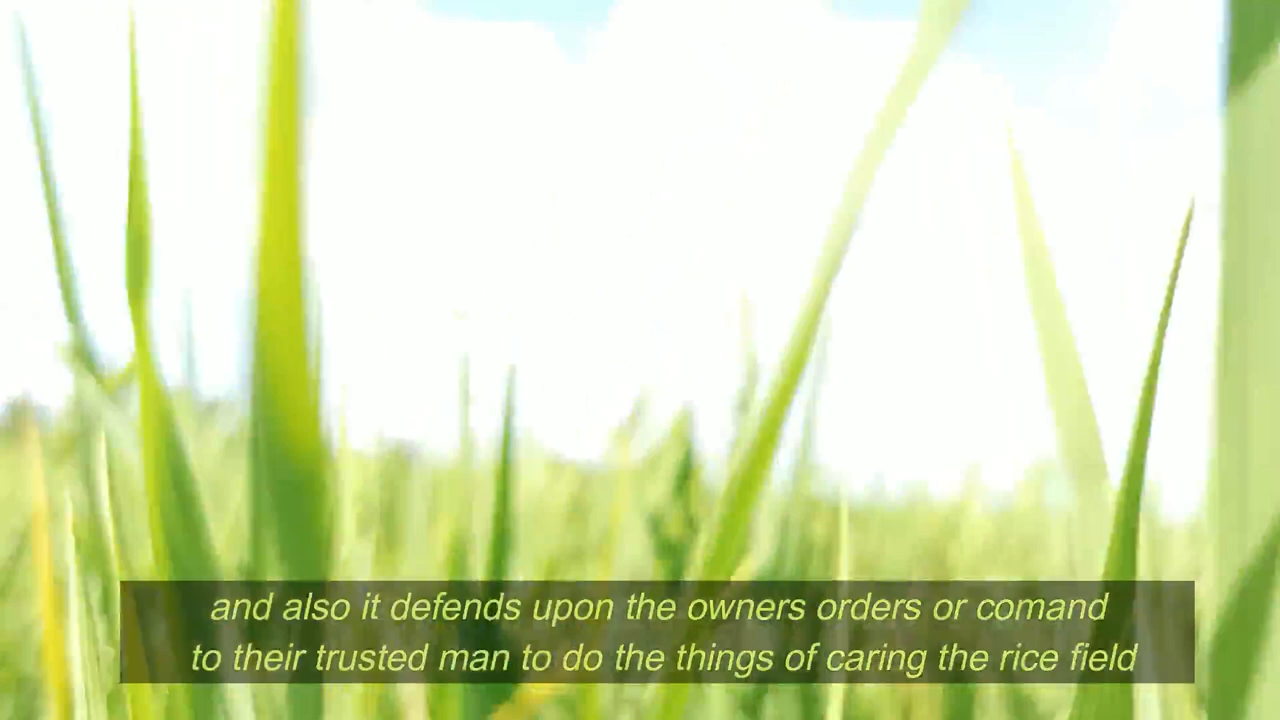 and also it defends upon the owners orders or comand
to their trusted man to do the things of caring the rice field